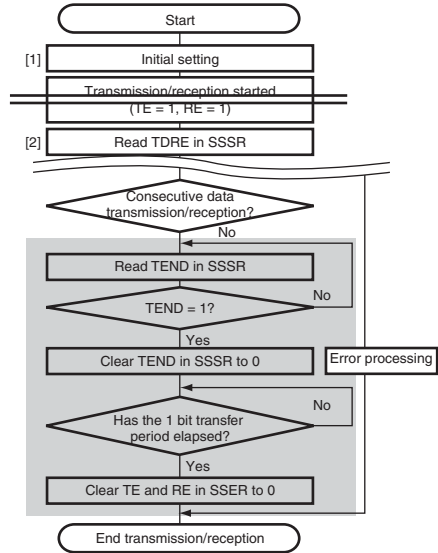 Start
[1] Initial setting
Transmission/reception started
(TE = 1, RE = 1)
[2] Read TDRE in SSSR
Consecutive data
transmission/reception?
No
Read TEND in SSSR
TEND = 1?
No
Yes
Clear TEND in SSSR to 0
Error processing
Has the 1 bit transfer
period elapsed?
No
Yes
Clear TE and RE in SSER to 0
End transmission/reception